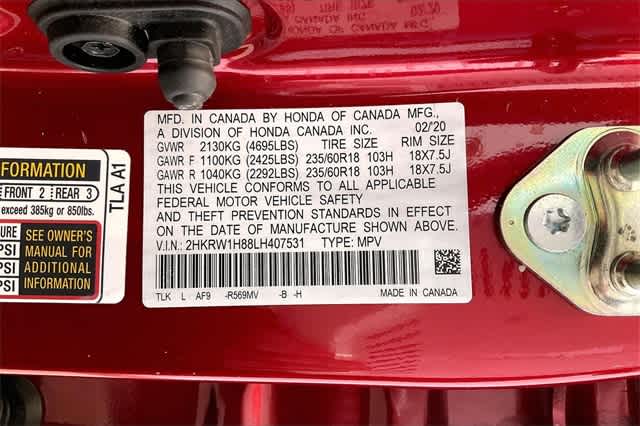 MFD. IN CANADA BY HONDA OF CANADA MFG.,
A DIVISION OF HONDA CANADA INC. 02/20
GVWR 2130KG (4695LBS) TIRE SIZE RIM SIZE
GAWR F 1100KG (2425LBS) 235/60R18 103H 18X7.5J
GAWR R 1040KG (2292LBS) 235/60R18 103H 18X7.5J
THIS VEHICLE CONFORMS TO ALL APPLICABLE
FEDERAL MOTOR VEHICLE SAFETY
AND THEFT PREVENTION STANDARDS IN EFFECT
ON THE DATE OF MANUFACTURE SHOWN ABOVE.
V.I.N.: 2HKRW1H88LH407531 TYPE: MPV
TLK L AF9 -R569MV -B -H MADE IN CANADA
FORMATION
FRONT 2 REAR 3
exceed 385kg or 850lbs.
TLA A1
URE
PSI
PSI
PSI
SEE OWNER'S
MANUAL FOR
ADDITIONAL
INFORMATION